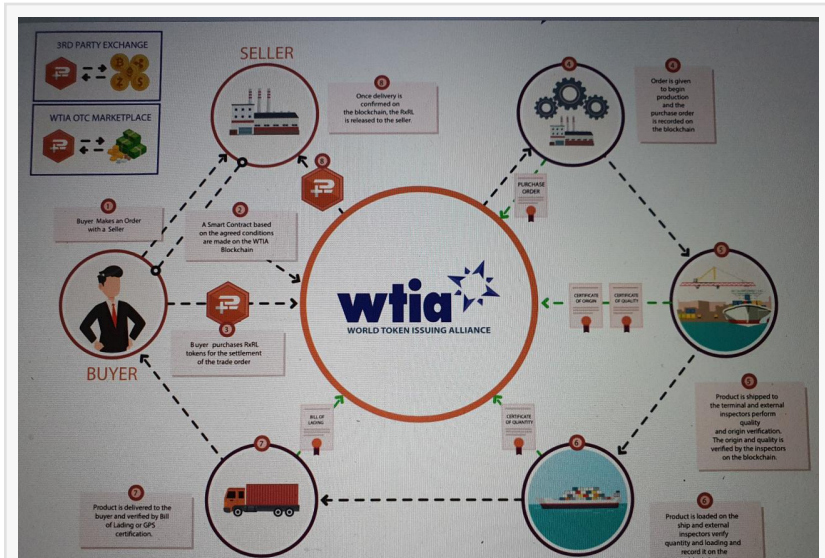 3RD PARTY EXCHANGE
WTIA OTC MARKETPLACE
SELLER
8
Once delivery is
confirmed on
the blockchain, the RxRL
is released to the seller
4
4
Order is given
to begin
production
and the
purchase order
is recorded on
the blockchain
8
PURCHASE
ORDER
1
Buyer Makes an Order
with a Seller
2
A Smart Contract based
on the agreed conditions
are made on the WTIA
Blockchain
BUYER
3
Buyer purchases RxRL
tokens for the settlement
of the trade order
wtia
WORLD TOKEN ISSUING ALLIANCE
CERTIFICATE
OF ORIGIN
CERTIFICATE
OF QUALITY
5
5
Product is shipped to
the terminal and external
inspectors perform
quality
and origin verification.
The origin and quality is
verified by the inspectors
on the blockchain.
BILL OF
LADING
CERTIFICATE
OF QUANTITY
7
7
Product is delivered to the
buyer and verified by Bill
of Lading or GPS
certification.
6
6
Product is loaded on the
ship and external
inspectors verify
quantity and loading and
record it on the